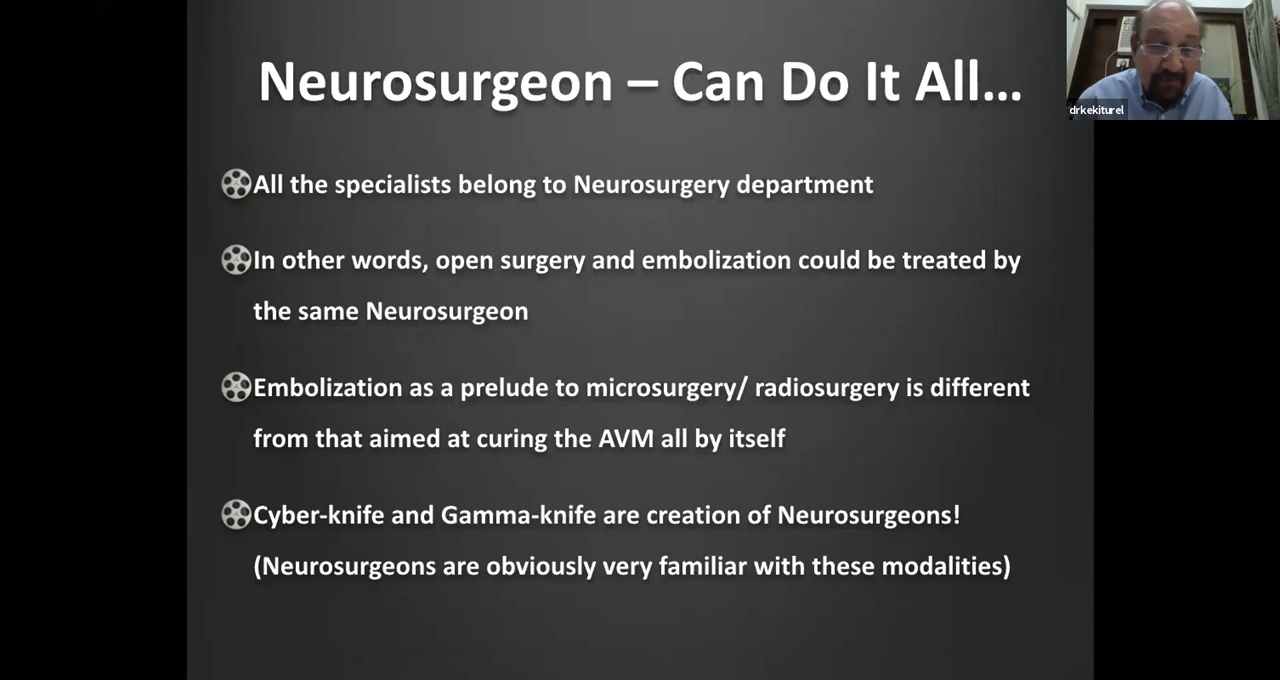 Neurosurgeon – Can Do It All...
drkekiturel
All the specialists belong to Neurosurgery department
In other words, open surgery and embolization could be treated by
the same Neurosurgeon
Embolization as a prelude to microsurgery/ radiosurgery is different
from that aimed at curing the AVM all by itself
Cyber-knife and Gamma-knife are creation of Neurosurgeons!
(Neurosurgeons are obviously very familiar with these modalities)